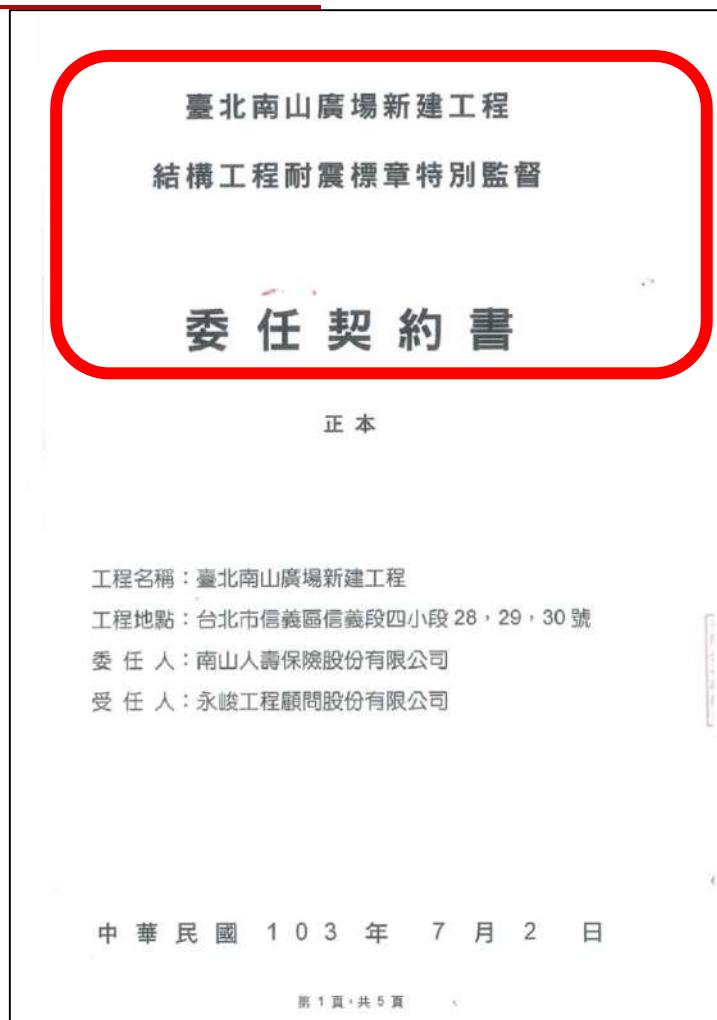 臺北南山廣場新建工程
結構工程耐震標章特別監督
委任契約書
正本
工程名稱：臺北南山廣場新建工程
工程地點：台北市信義區信義段四小段28，29，30號
委 任 人：南山人壽保險股份有限公司
受 任 人：永峻工程顧問股份有限公司
中華民國 103 年 7 月 2 日
第 1 頁，共 5 頁